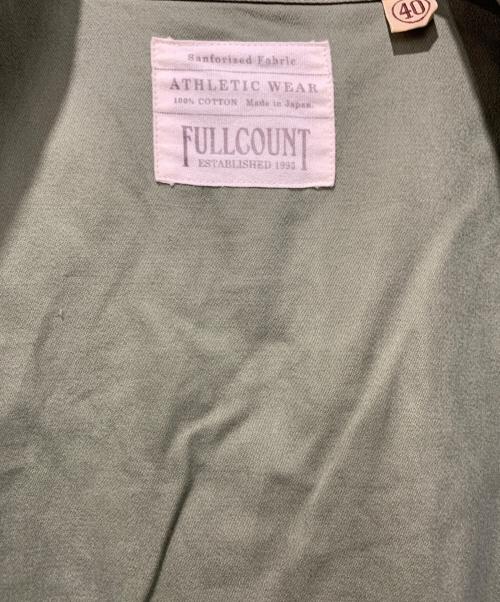 40
Sanforized Fabric
ATHLETIC WEAR
100% COTTON Made in Japan.
FULLCOUNT
ESTABLISHED 1993